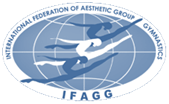 INTERNATIONAL FEDERATION OF AESTHETIC GROUP GYMNASTICS
IFAGG